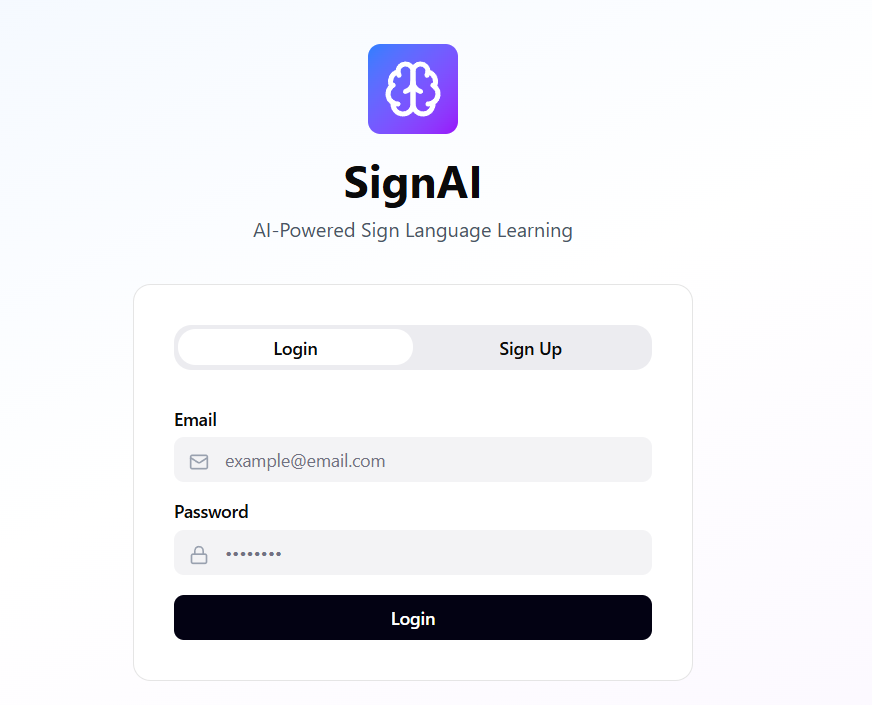 SignAI
AI-Powered Sign Language Learning
Login
Sign Up
Email
example@email.com
Password
••••••••
Login